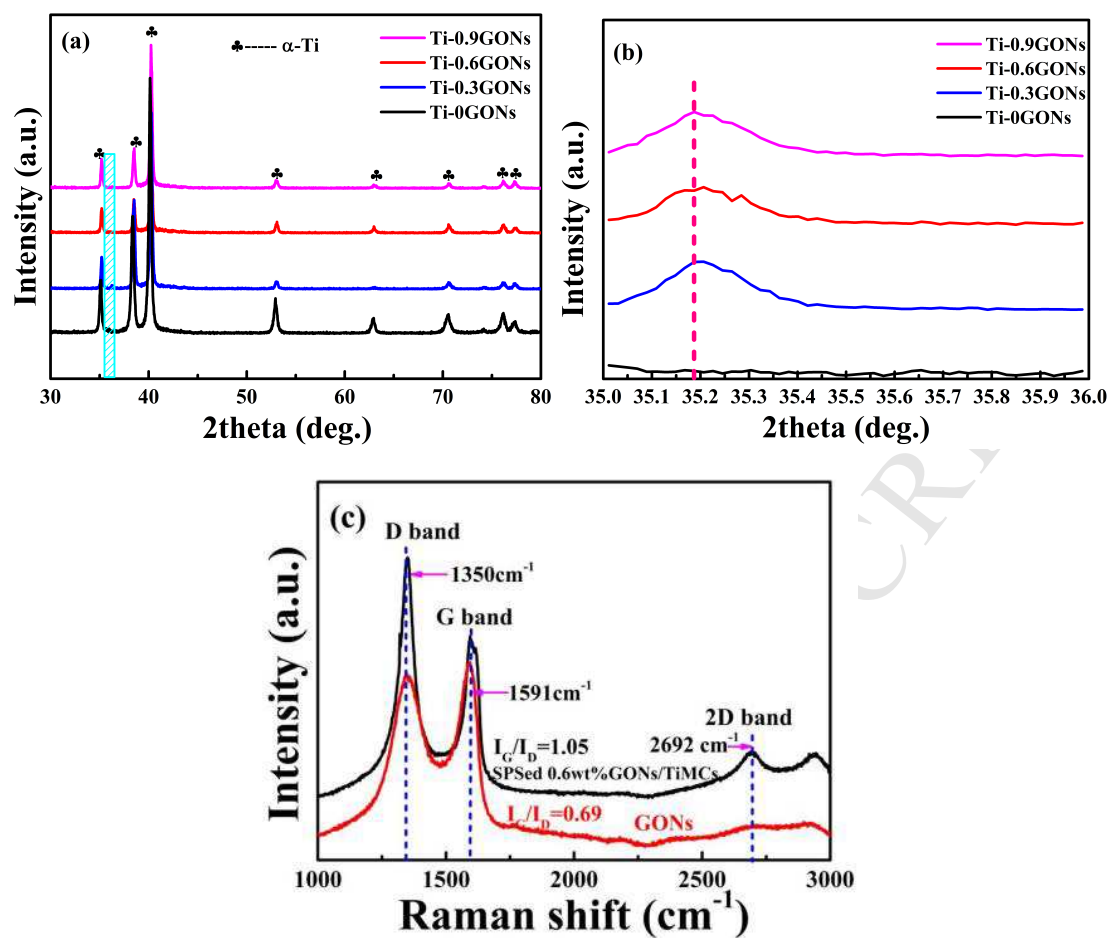 (a)
♣----- α-Ti
Ti-0.9GONs
Ti-0.6GONs
Ti-0.3GONs
Ti-0GONs
Intensity (a.u.)
30 40 50 60 70 80
2theta (deg.)
(b)
Ti-0.9GONs
Ti-0.6GONs
Ti-0.3GONs
Ti-0GONs
Intensity (a.u.)
35.0 35.1 35.2 35.3 35.4 35.5 35.6 35.7 35.8 35.9 36.0
2theta (deg.)
(c)
D band
1350cm⁻¹
G band
1591cm⁻¹
2D band
2692 cm⁻¹
I_G/I_D=1.05
SPSed 0.6wt%GONs/TiMCs
I_G/I_D=0.69
GONs
Intensity (a.u.)
1000 1500 2000 2500 3000
Raman shift (cm⁻¹)